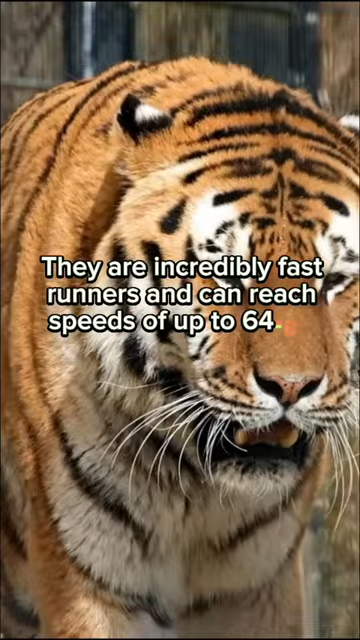 They are incredibly fast
runners and can reach
speeds of up to 64.